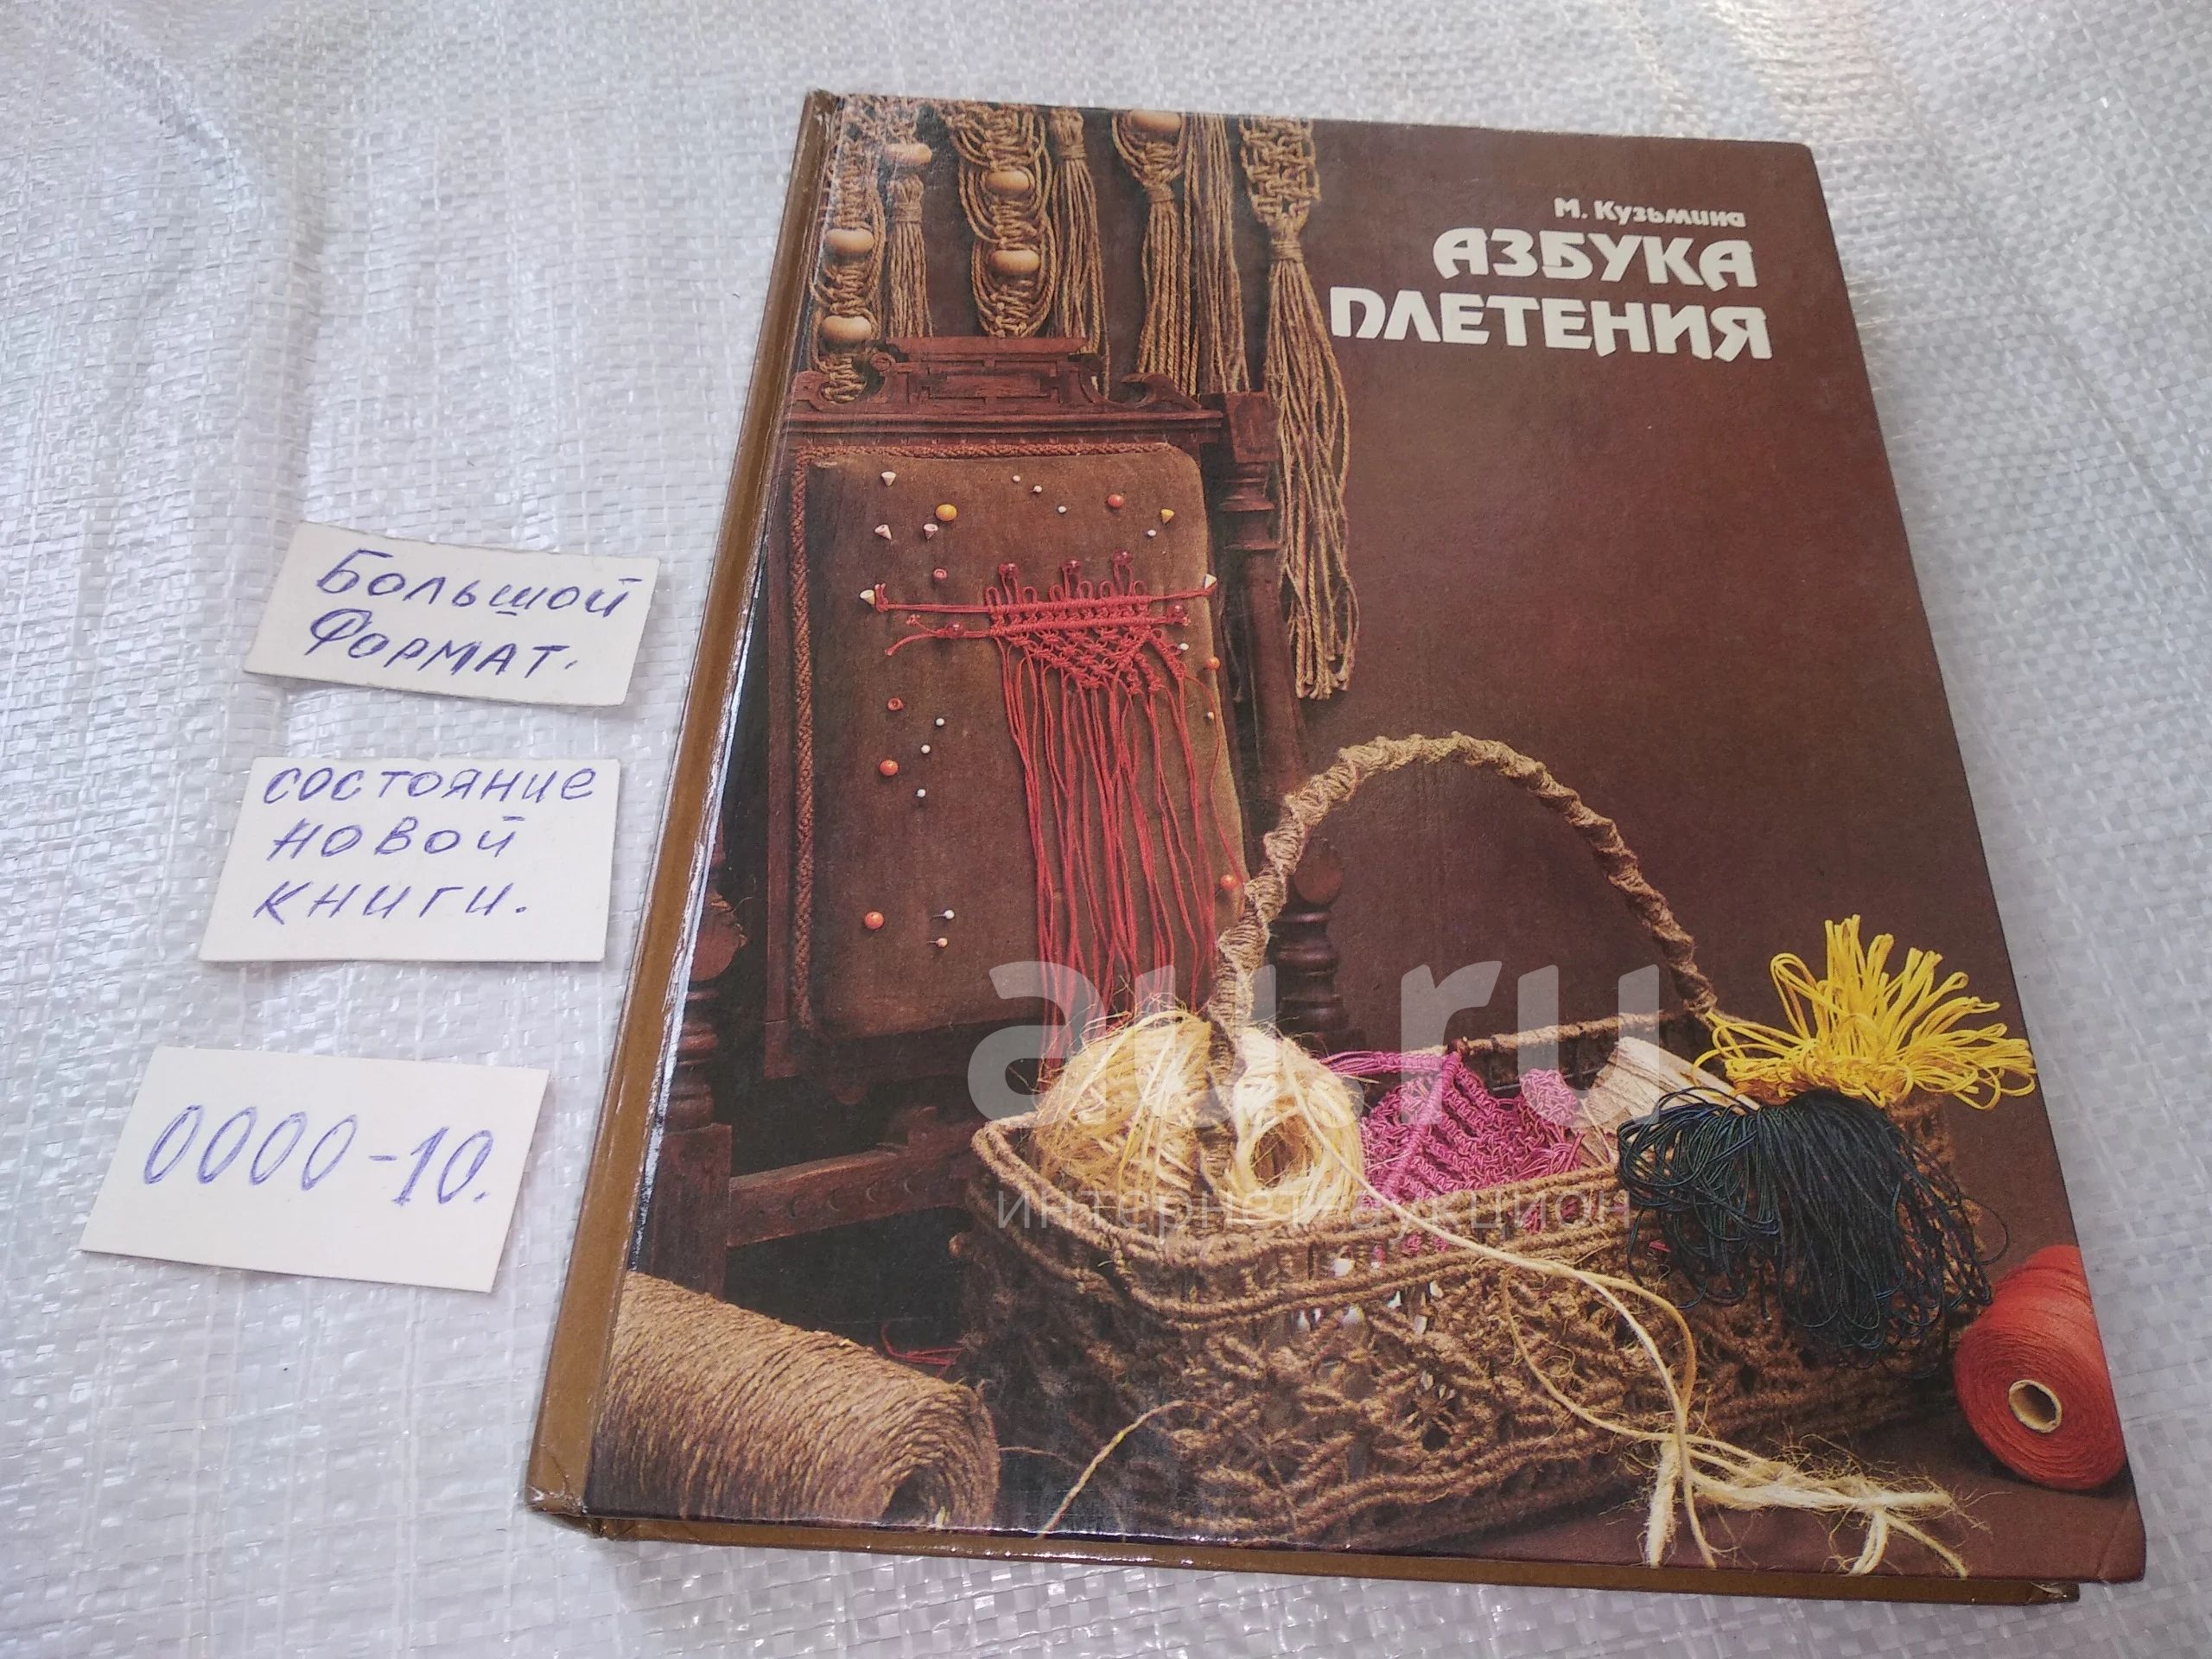 М. Кузьмина
АЗБУКА
ПЛЕТЕНИЯ
Большой
Формат.
состояние
новой
книги.
0000-10.
au.ru
интернет-аукцион